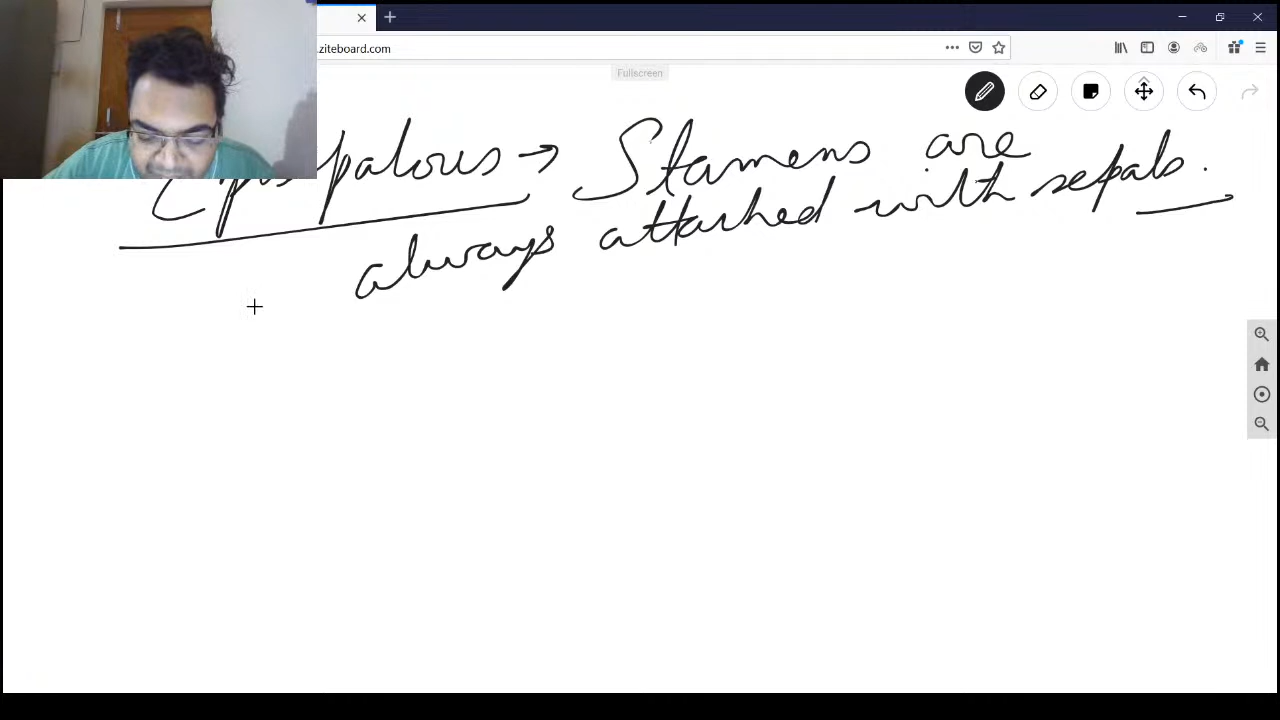 ziteboard.com
Fullscreen
palous → Stamens are
always attached with sepals.